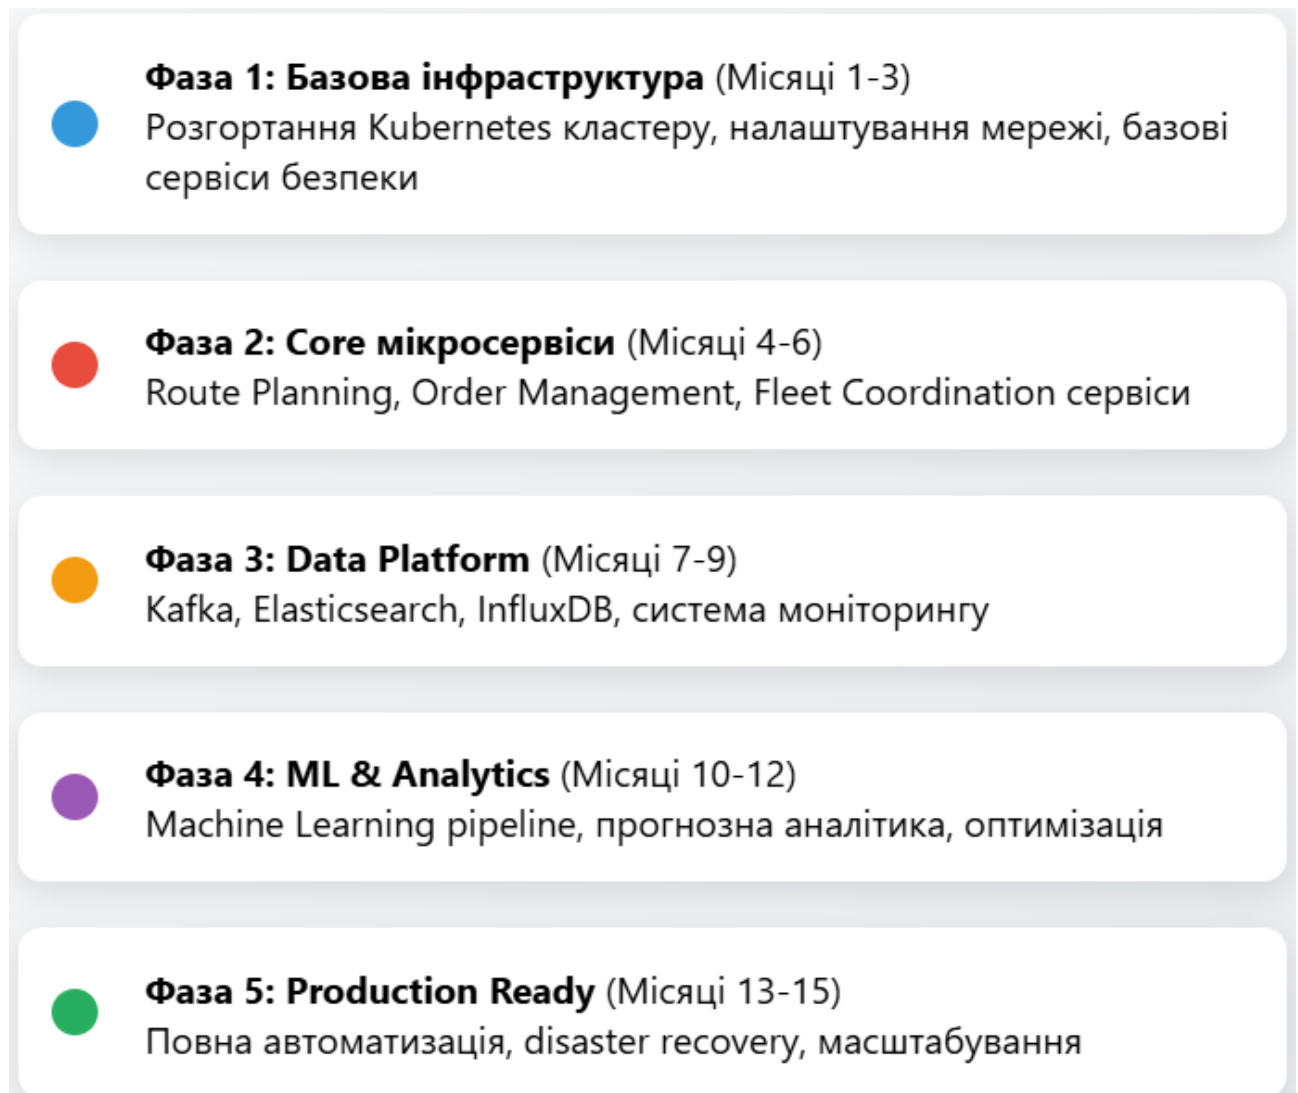 Фаза 1: Базова інфраструктура (Місяці 1-3)
Розгортання Kubernetes кластеру, налаштування мережі, базові
сервіси безпеки
Фаза 2: Core мікросервіси (Місяці 4-6)
Route Planning, Order Management, Fleet Coordination сервіси
Фаза 3: Data Platform (Місяці 7-9)
Kafka, Elasticsearch, InfluxDB, система моніторингу
Фаза 4: ML & Analytics (Місяці 10-12)
Machine Learning pipeline, прогнозна аналітика, оптимізація
Фаза 5: Production Ready (Місяці 13-15)
Повна автоматизація, disaster recovery, масштабування